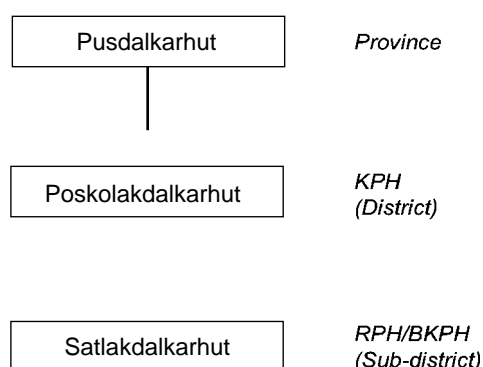 Pusdalkarhut
Province
Poskolakdalkarhut
KPH
(District)
Satlakdalkarhut
RPH/BKPH
(Sub-district)